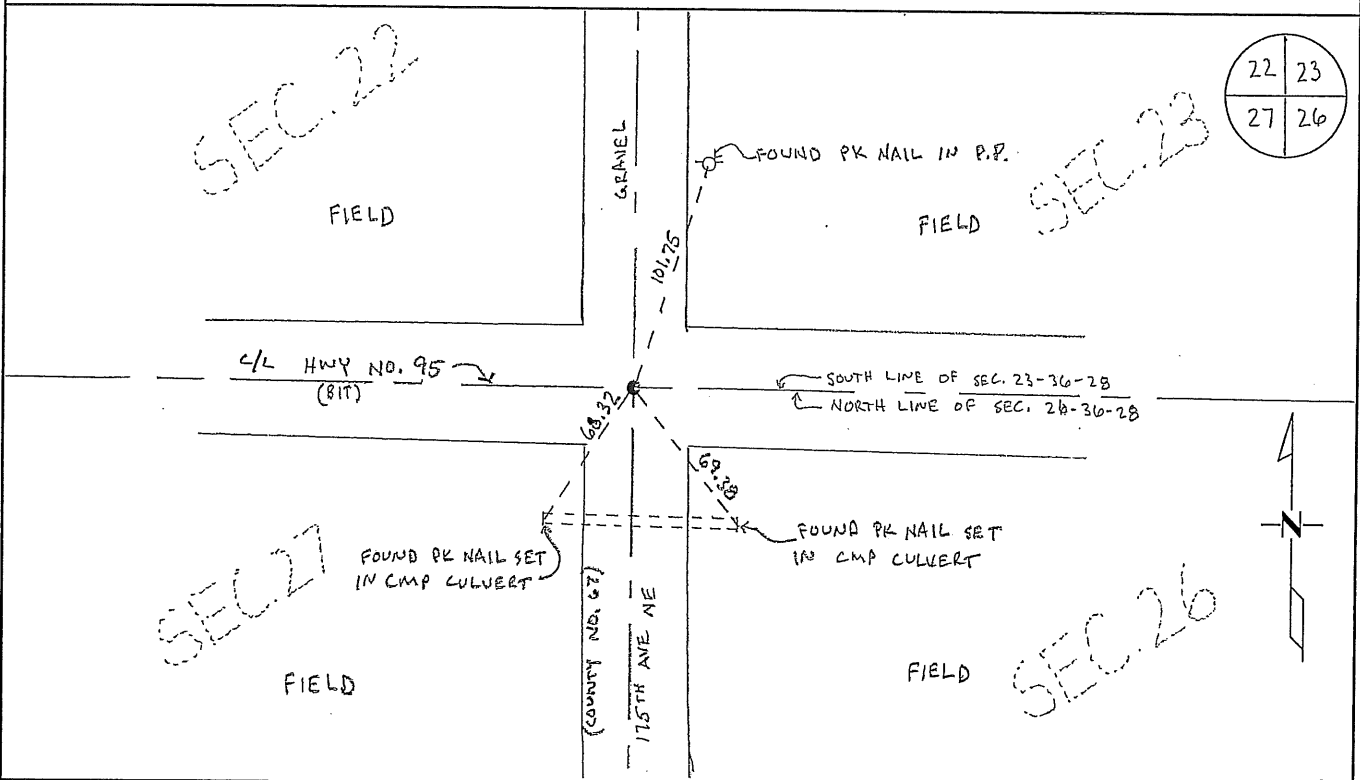 SEC. 22
22 23
27 26
GRAVEL
FOUND PK NAIL IN P.P.
SEC. 23
FIELD
FIELD
101.75
C/L HWY NO. 95
(BIT)
SOUTH LINE OF SEC. 23-36-28
NORTH LINE OF SEC. 26-36-28
68.32
FOUND PK NAIL SET
IN CMP CULVERT
FOUND PK NAIL SET
IN CMP CULVERT
N
SEC. 27
(COUNTY NO. 62)
175TH AVE NE
SEC. 26
FIELD
FIELD